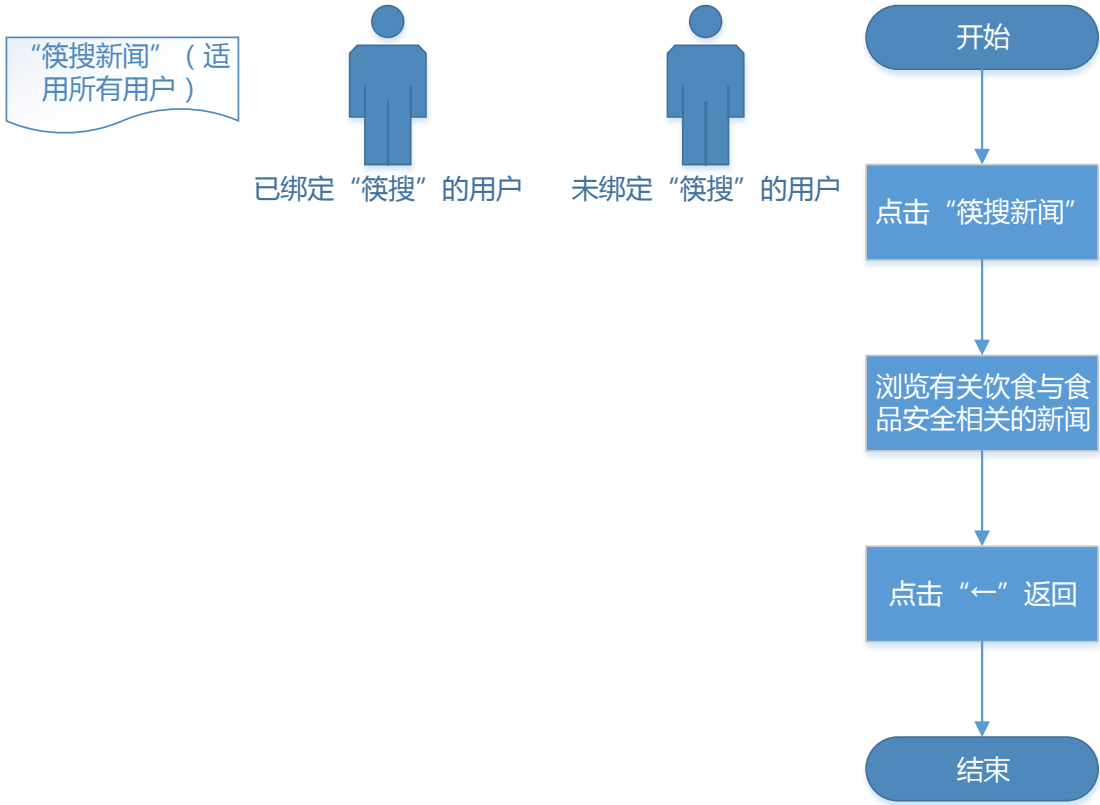 “筷搜新闻”（适
用所有用户）
已绑定“筷搜”的用户
未绑定“筷搜”的用户
开始
点击“筷搜新闻”
浏览有关饮食与食
品安全相关的新闻
点击“←”返回
结束